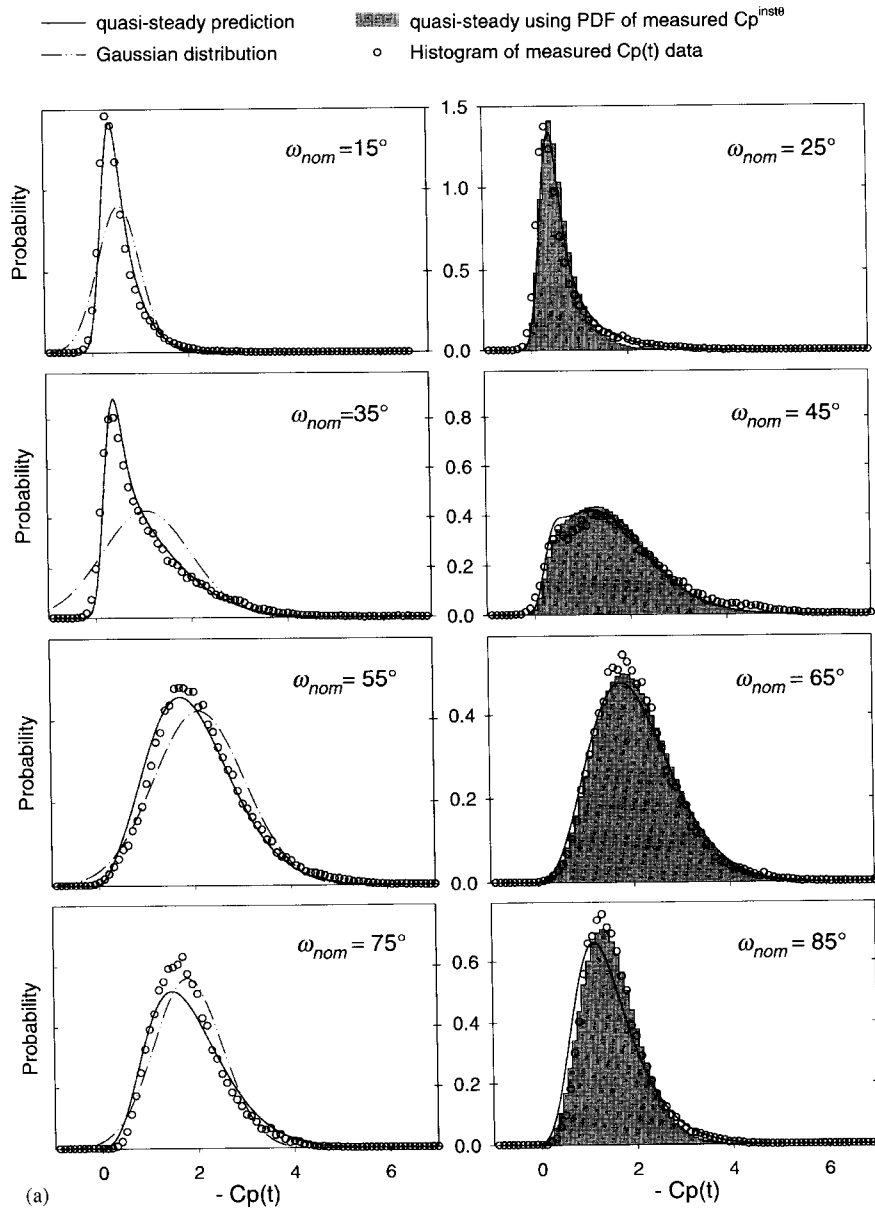 quasi-steady prediction
quasi-steady using PDF of measured Cp^instθ
Gaussian distribution
Histogram of measured Cp(t) data
ω_nom =15°
1.5
1.0
0.5
0.0
Probability
ω_nom = 25°
ω_nom=35°
0.8
0.6
0.4
0.2
0.0
Probability
ω_nom = 45°
ω_nom = 55°
0.4
0.2
0.0
Probability
ω_nom = 65°
ω_nom = 75°
0.6
0.4
0.2
0.0
Probability
ω_nom = 85°
0 2 4 6
0 2 4 6
(a)
- Cp(t)
- Cp(t)